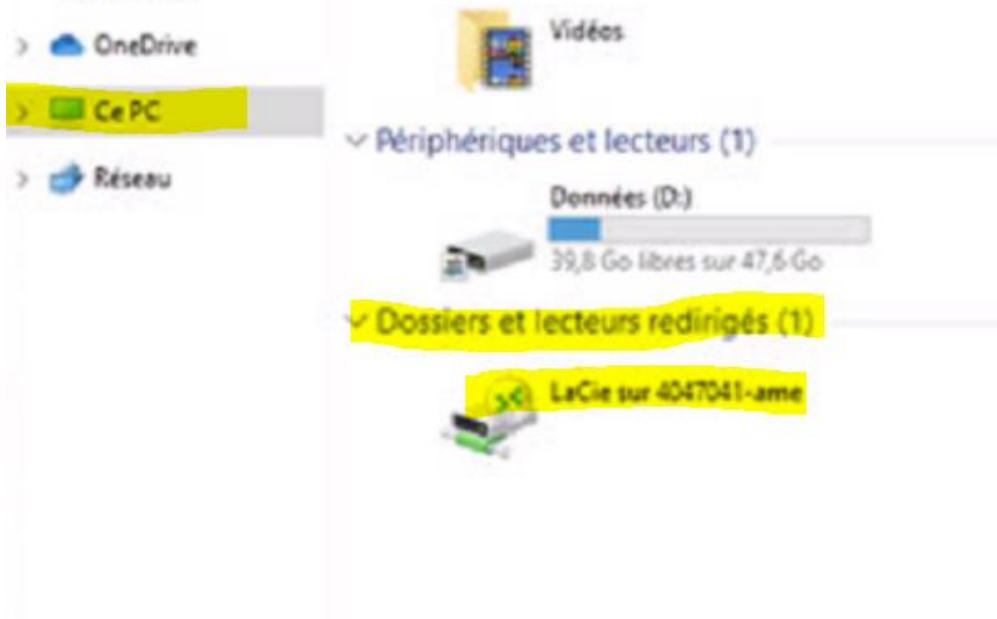 OneDrive
Ce PC
Réseau
Vidéos
Périphériques et lecteurs (1)
Données (D:)
39,8 Go libres sur 47,6 Go
Dossiers et lecteurs redirigés (1)
LaCie sur 4047041-ame